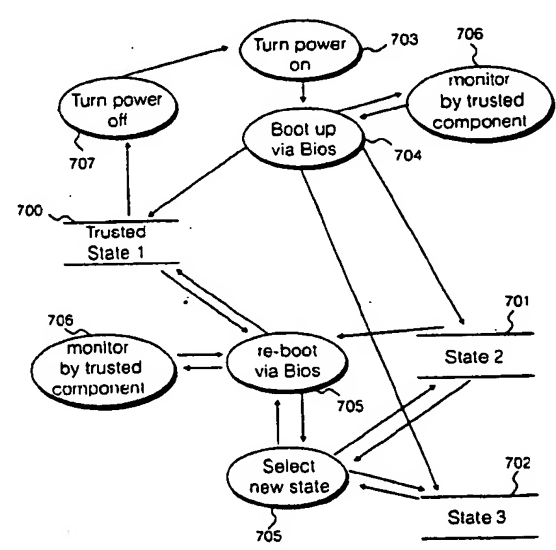 Turn power
on
703
706
monitor
by trusted
component
Turn power
off
707
Boot up
via Bios
704
700
Trusted
State 1
701
State 2
706
monitor
by trusted
component
re-boot
via Bios
705
Select
new state
705
702
State 3